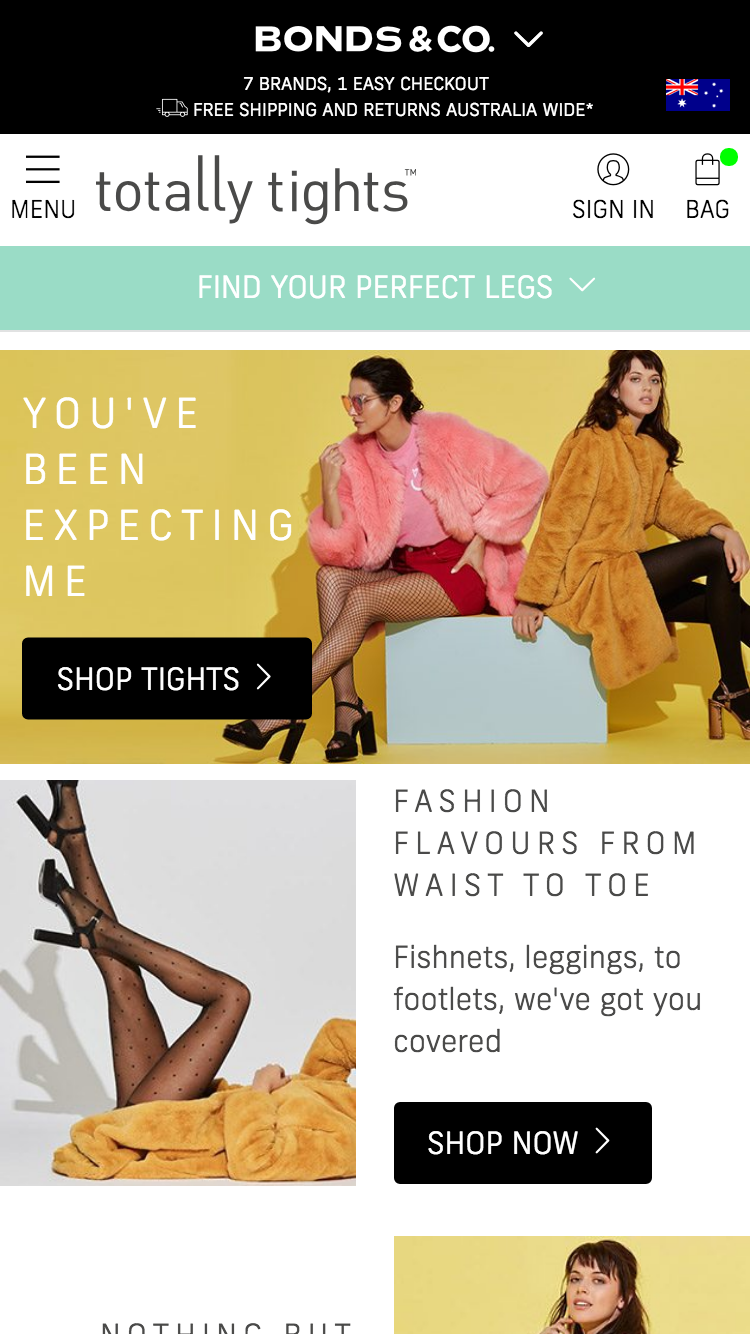 BONDS & CO.
7 BRANDS, 1 EASY CHECKOUT
FREE SHIPPING AND RETURNS AUSTRALIA WIDE*
MENU
totally tights™
SIGN IN
BAG
FIND YOUR PERFECT LEGS
YOU'VE
BEEN
EXPECTING
ME
SHOP TIGHTS
FASHION
FLAVOURS FROM
WAIST TO TOE
Fishnets, leggings, to
footlets, we've got you
covered
SHOP NOW
NOTHING BUT